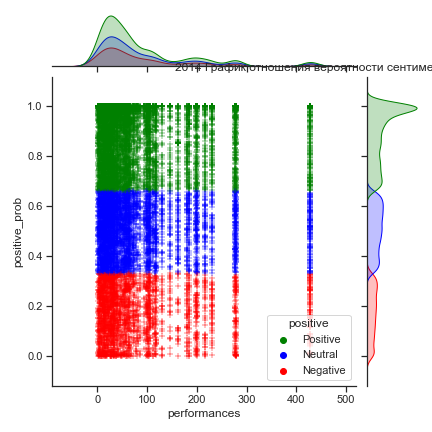 2014 График отношения вероятности сентиме
1.0
0.8
0.6
0.4
0.2
0.0
positive_prob
positive
Positive
Neutral
Negative
0
100
200
300
400
500
performances